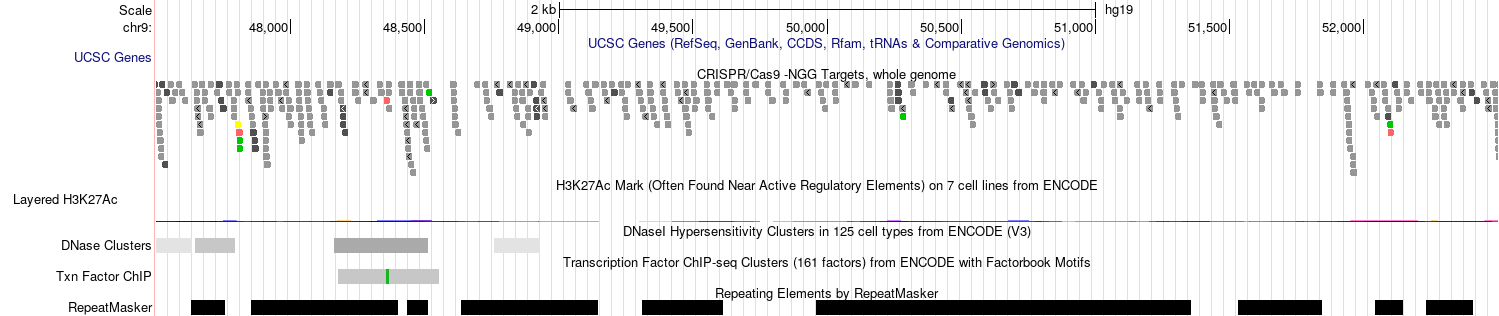 Scale 2 kb hg19
chr9: 48,000 48,500 49,000 49,500 50,000 50,500 51,000 51,500 52,000
UCSC Genes (RefSeq, GenBank, CCDS, Rfam, tRNAs & Comparative Genomics)
UCSC Genes
CRISPR/Cas9 -NGG Targets, whole genome
H3K27Ac Mark (Often Found Near Active Regulatory Elements) on 7 cell lines from ENCODE
Layered H3K27Ac
DNaseI Hypersensitivity Clusters in 125 cell types from ENCODE (V3)
DNase Clusters
Transcription Factor ChIP-seq Clusters (161 factors) from ENCODE with Factorbook Motifs
Txn Factor ChIP
Repeating Elements by RepeatMasker
RepeatMasker